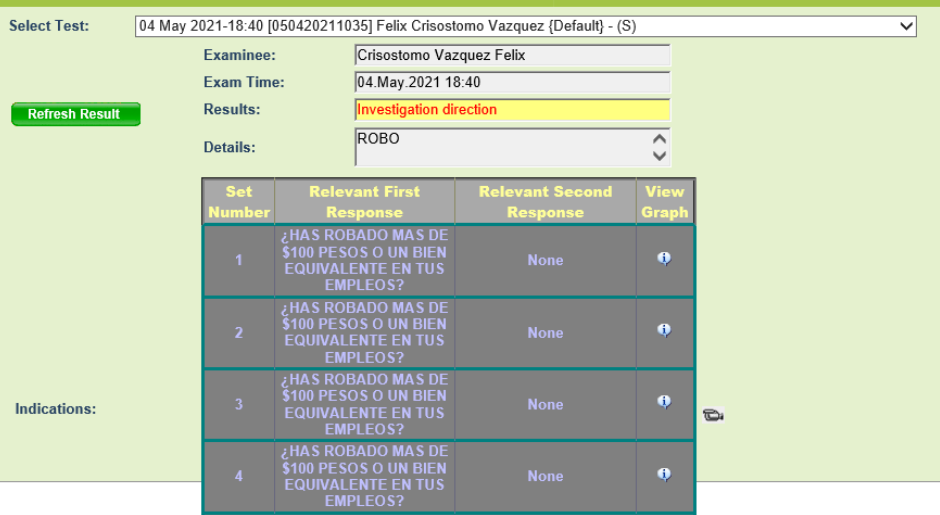 Select Test: 04 May 2021-18:40 [050420211035] Felix Crisostomo Vazquez {Default} - (S)
Examinee: Crisostomo Vazquez Felix
Exam Time: 04.May.2021 18:40
Refresh Result
Results: Investigation direction
Details: ROBO
Set Number
Relevant First Response
Relevant Second Response
View Graph
1
¿HAS ROBADO MAS DE
$100 PESOS O UN BIEN
EQUIVALENTE EN TUS
EMPLEOS?
None
2
¿HAS ROBADO MAS DE
$100 PESOS O UN BIEN
EQUIVALENTE EN TUS
EMPLEOS?
None
Indications:
3
¿HAS ROBADO MAS DE
$100 PESOS O UN BIEN
EQUIVALENTE EN TUS
EMPLEOS?
None
4
¿HAS ROBADO MAS DE
$100 PESOS O UN BIEN
EQUIVALENTE EN TUS
EMPLEOS?
None